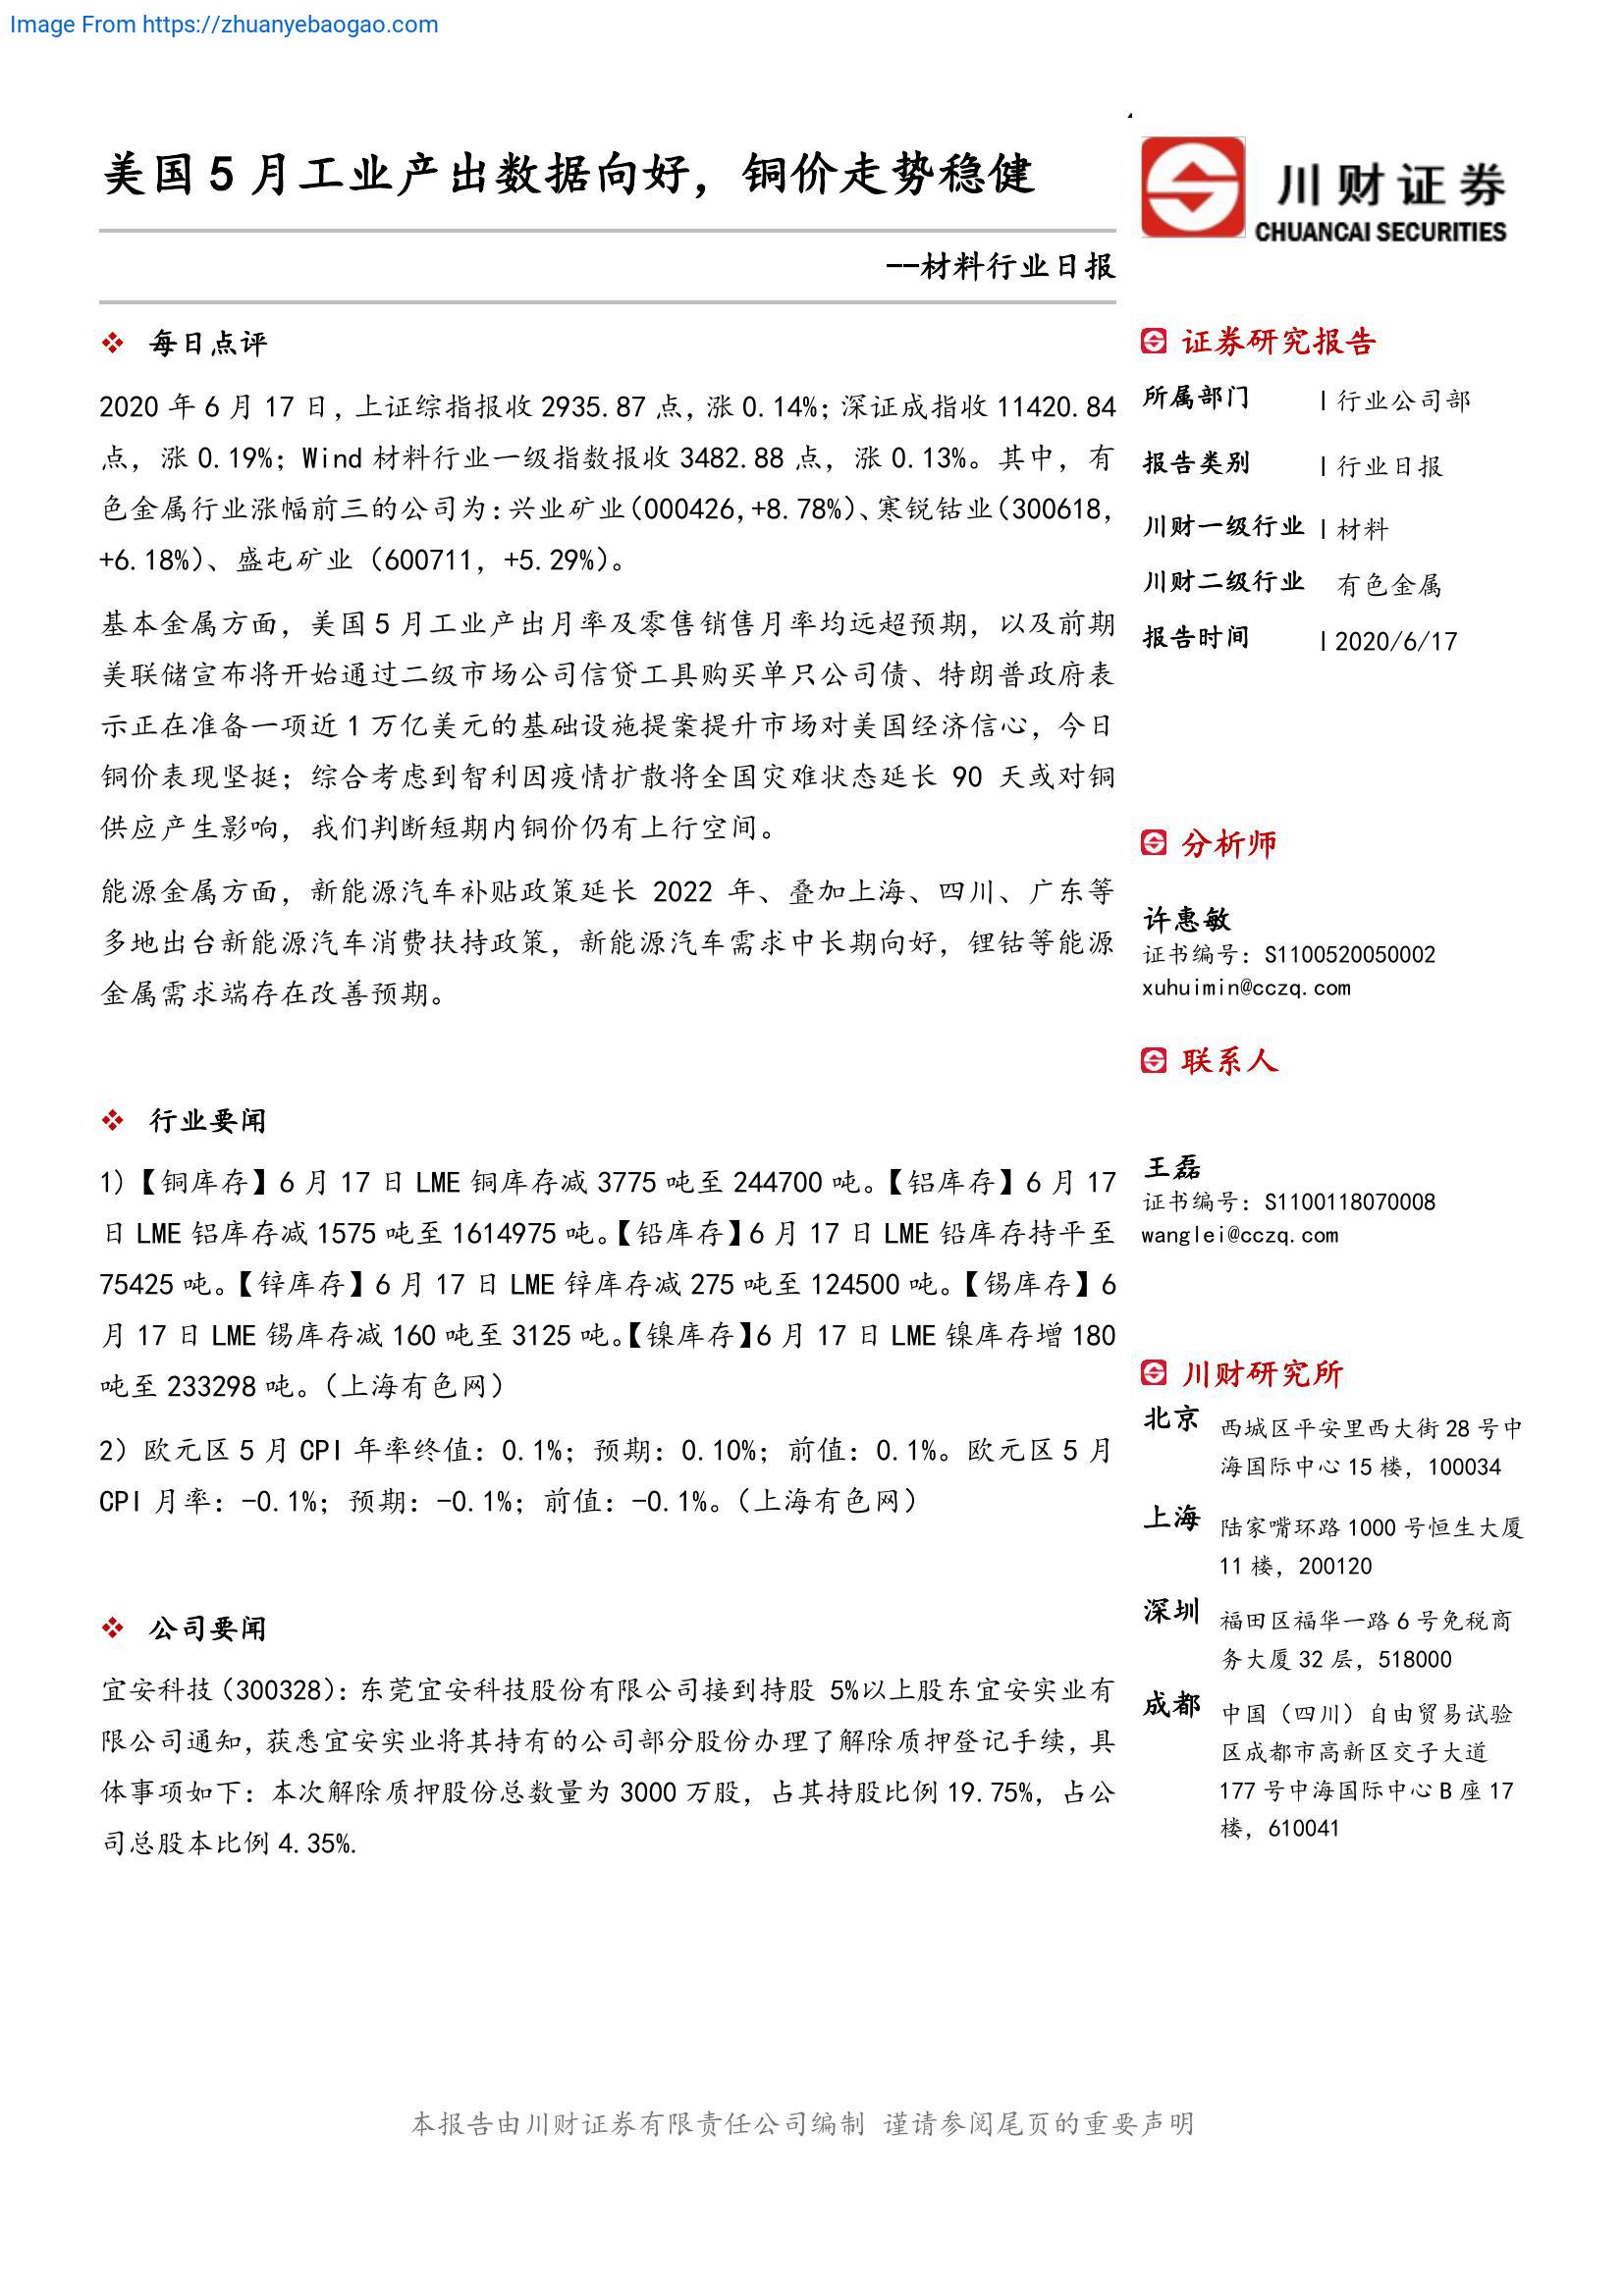 Image From https://zhuanyebaogao.com
美国 5 月工业产出数据向好，铜价走势稳健
--材料行业日报
❖ 每日点评
2020 年 6 月 17 日，上证综指报收 2935.87 点，涨 0.14%；深证成指收 11420.84
点，涨 0.19%；Wind 材料行业一级指数报收 3482.88 点，涨 0.13%。其中，有
色金属行业涨幅前三的公司为：兴业矿业（000426,+8.78%）、寒锐钴业（300618,
+6.18%）、盛屯矿业（600711，+5.29%）。
基本金属方面，美国 5 月工业产出月率及零售销售月率均远超预期，以及前期
美联储宣布将开始通过二级市场公司信贷工具购买单只公司债、特朗普政府表
示正在准备一项近 1 万亿美元的基础设施提案提升市场对美国经济信心，今日
铜价表现坚挺；综合考虑到智利因疫情扩散将全国灾难状态延长 90 天或对铜
供应产生影响，我们判断短期内铜价仍有上行空间。
能源金属方面，新能源汽车补贴政策延长 2022 年、叠加上海、四川、广东等
多地出台新能源汽车消费扶持政策，新能源汽车需求中长期向好，锂钴等能源
金属需求端存在改善预期。
❖ 行业要闻
1）【铜库存】6 月 17 日 LME 铜库存减 3775 吨至 244700 吨。【铝库存】6 月 17
日 LME 铝库存减 1575 吨至 1614975 吨。【铅库存】6 月 17 日 LME 铅库存持平至
75425 吨。【锌库存】6 月 17 日 LME 锌库存减 275 吨至 124500 吨。【锡库存】6
月 17 日 LME 锡库存减 160 吨至 3125 吨。【镍库存】6 月 17 日 LME 镍库存增 180
吨至 233298 吨。（上海有色网）
2）欧元区 5 月 CPI 年率终值：0.1%；预期：0.10%；前值：0.1%。欧元区 5 月
CPI 月率：-0.1%；预期：-0.1%；前值：-0.1%。（上海有色网）
❖ 公司要闻
宜安科技（300328）：东莞宜安科技股份有限公司接到持股 5%以上股东宜安实业有
限公司通知，获悉宜安实业将其持有的公司部分股份办理了解除质押登记手续，具
体事项如下：本次解除质押股份总数量为 3000 万股，占其持股比例 19.75%，占公
司总股本比例 4.35%.
川财证券
CHUANCAI SECURITIES
证券研究报告
所属部门 | 行业公司部
报告类别 | 行业日报
川财一级行业 | 材料
川财二级行业 有色金属
报告时间 | 2020/6/17
分析师
许惠敏
证书编号：S1100520050002
xuhuimin@cczq.com
联系人
王磊
证书编号：S1100118070008
wanglei@cczq.com
川财研究所
北京 西城区平安里西大街 28 号中
海国际中心 15 楼，100034
上海 陆家嘴环路 1000 号恒生大厦
11 楼，200120
深圳 福田区福华一路 6 号免税商
务大厦 32 层，518000
成都 中国（四川）自由贸易试验
区成都市高新区交子大道
177 号中海国际中心 B 座 17
楼，610041
本报告由川财证券有限责任公司编制 谨请参阅尾页的重要声明